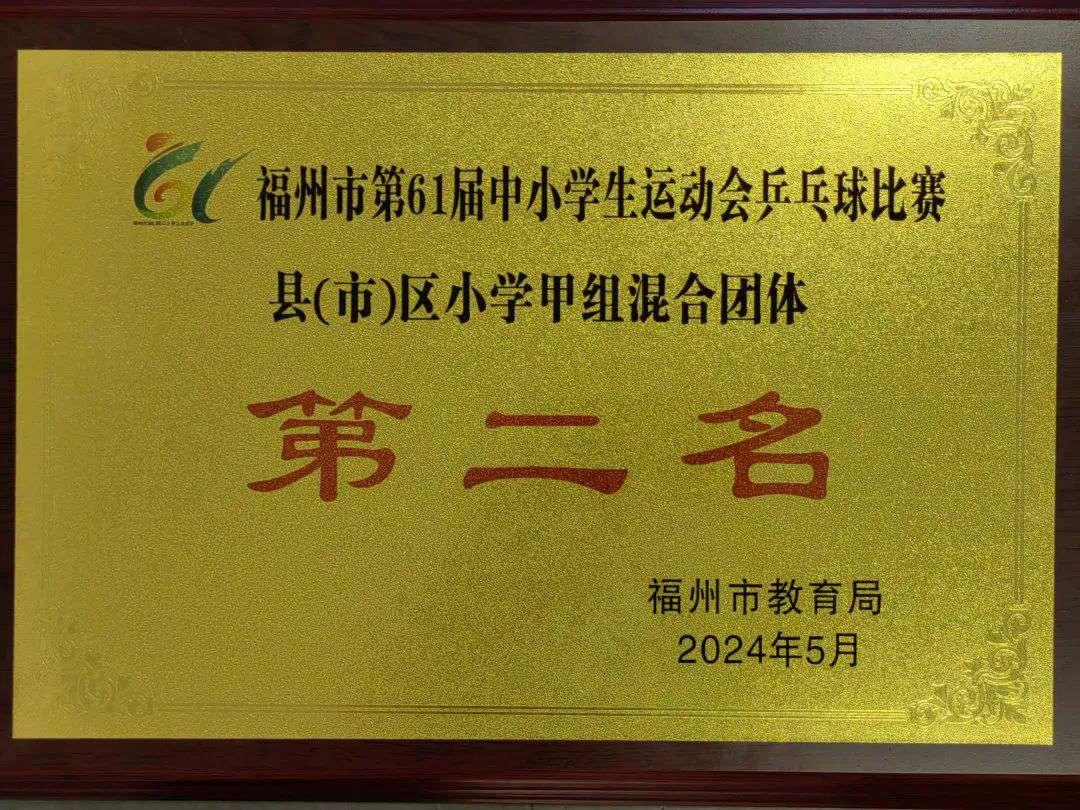 福州市第61届中小学生运动会乒乓球比赛
县(市)区小学甲组混合团体
第二名
福州市教育局
2024年5月